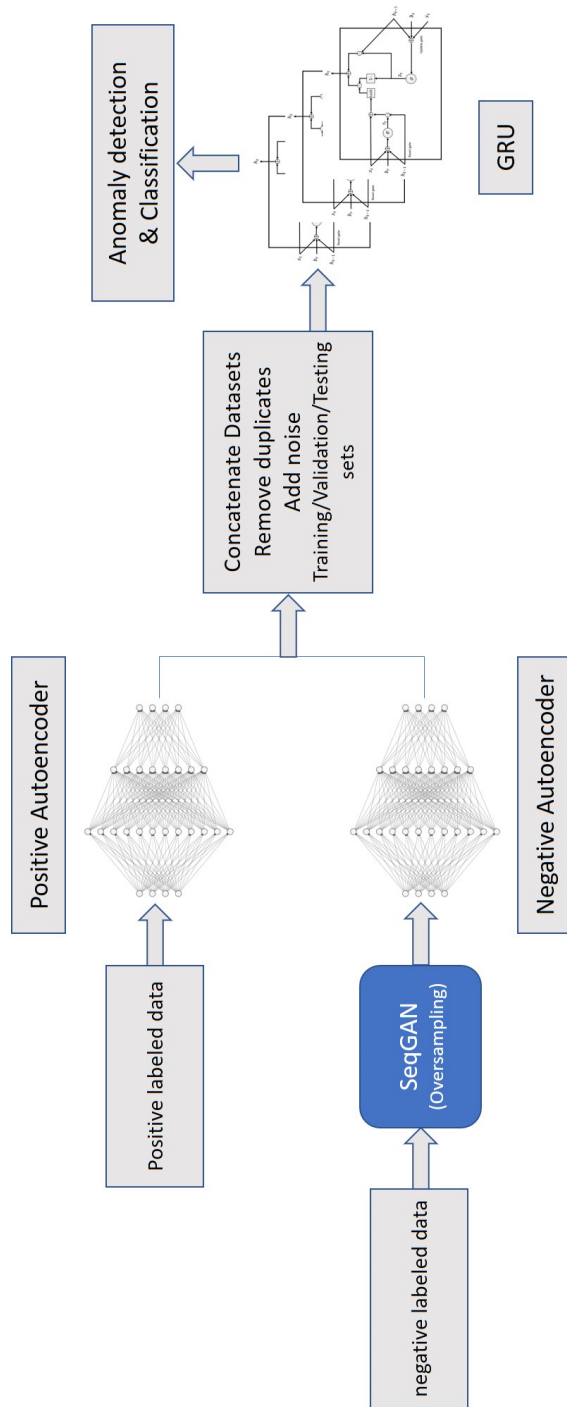 Positive labeled data
Positive Autoencoder
negative labeled data
SeqGAN
(Oversampling)
Negative Autoencoder
Concatenate Datasets
Remove duplicates
Add noise
Training/Validation/Testing
sets
Anomaly detection
& Classification
GRU